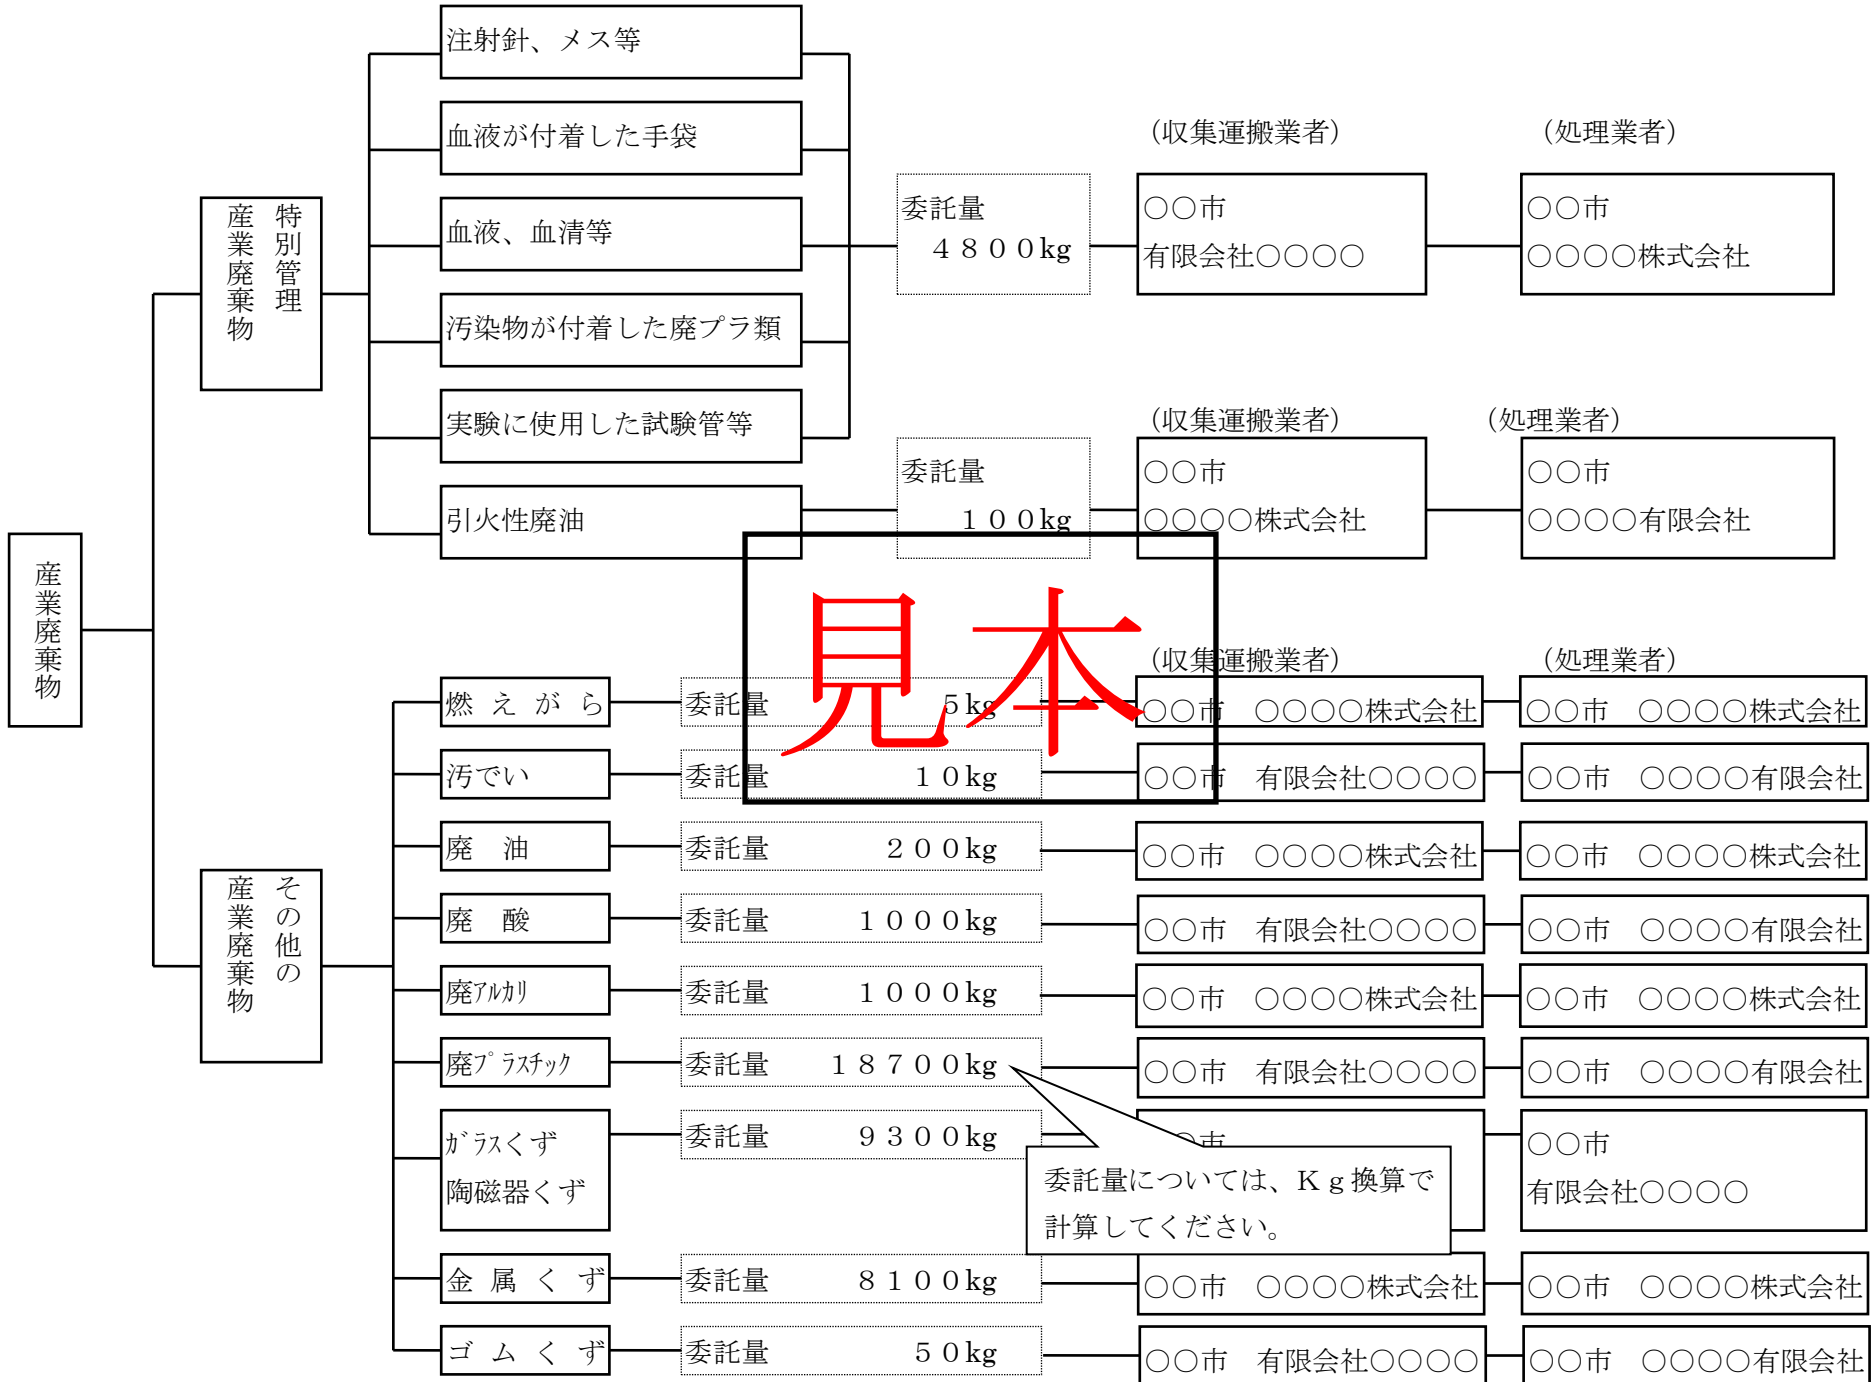 産業廃棄物
特別管理
産業廃棄物
注射針、メス等
血液が付着した手袋
血液、血清等
汚染物が付着した廃プラ類
実験に使用した試験管等
委託量
４８００kg
（収集運搬業者）
○○市
有限会社○○○○
（処理業者）
○○市
○○○○株式会社
引火性廃油
委託量
１００kg
（収集運搬業者）
○○市
○○○○株式会社
（処理業者）
○○市
○○○○有限会社
見本
その他の
産業廃棄物
（収集運搬業者）
（処理業者）
燃えがら
委託量　５kg
○○市　○○○○株式会社
○○市　○○○○株式会社
汚でい
委託量　１０kg
○○市　有限会社○○○○
○○市　○○○○有限会社
廃　油
委託量　２００kg
○○市　○○○○株式会社
○○市　○○○○株式会社
廃　酸
委託量　１０００kg
○○市　有限会社○○○○
○○市　○○○○有限会社
廃ｱﾙｶﾘ
委託量　１０００kg
○○市　○○○○株式会社
○○市　○○○○株式会社
廃ﾌﾟﾗｽﾁｯｸ
委託量　１８７００kg
○○市　有限会社○○○○
○○市　○○○○有限会社
ｶﾞﾗｽくず
陶磁器くず
委託量　９３００kg
○市
○○市
有限会社○○○○
委託量については、Ｋｇ換算で
計算してください。
金属くず
委託量　８１００kg
○○市　○○○○株式会社
○○市　○○○○株式会社
ゴムくず
委託量　５０kg
○○市　有限会社○○○○
○○市　○○○○有限会社